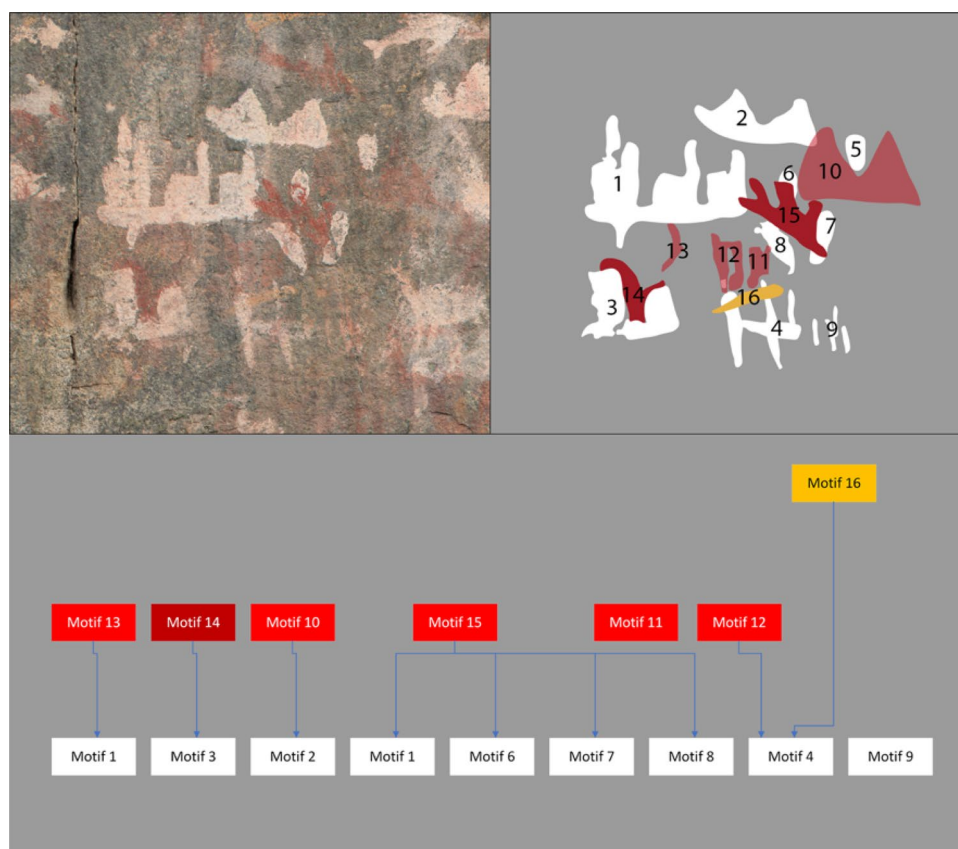 2
5
1
10
6
15
7
8
13
12
11
16
14
3
4
9
Motif 16
Motif 13
Motif 14
Motif 10
Motif 15
Motif 11
Motif 12
Motif 1
Motif 3
Motif 2
Motif 1
Motif 6
Motif 7
Motif 8
Motif 4
Motif 9